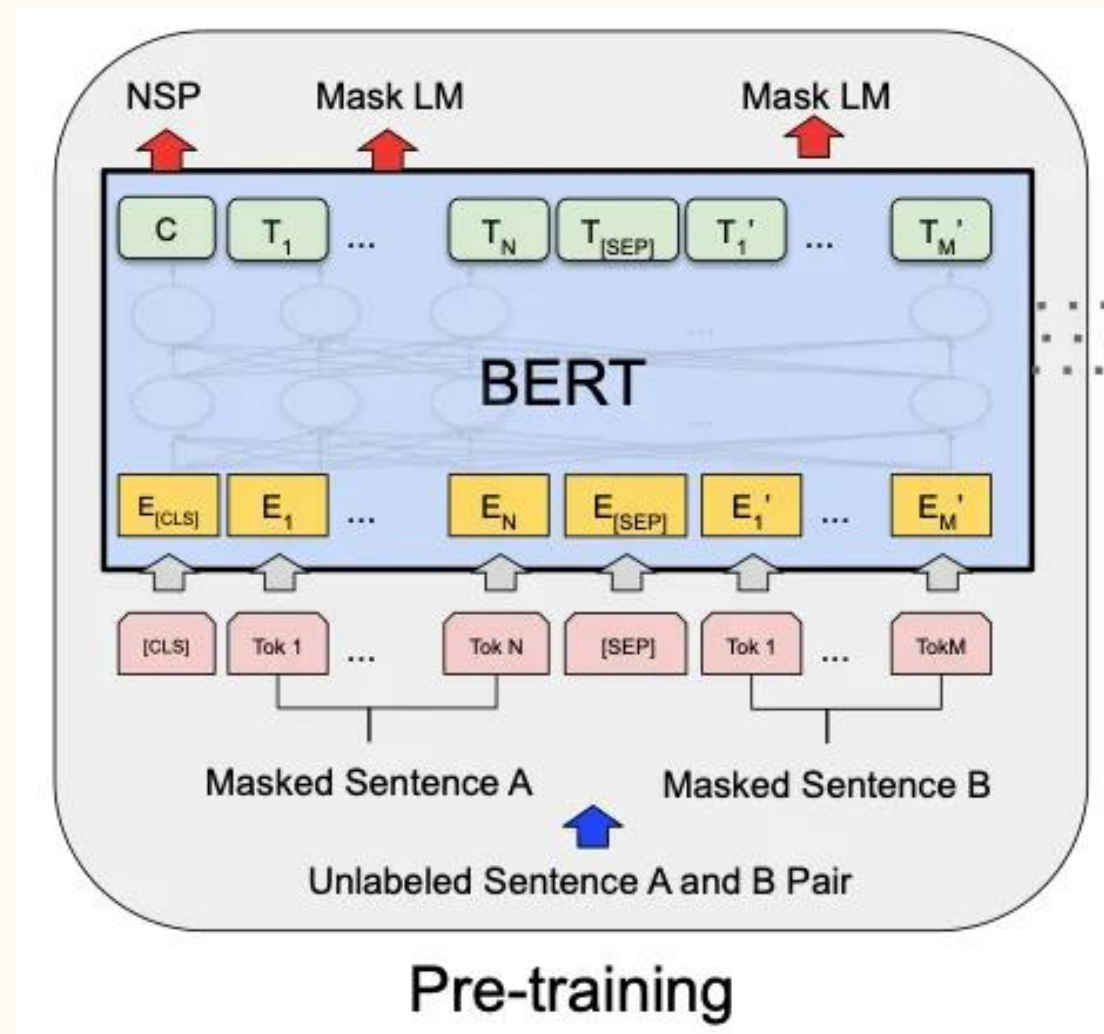 NSP Mask LM Mask LM
C T1 ... TN T[SEP] T1' ... TM'
...
BERT
...
E[CLS] E1 ... EN E[SEP] E1' ... EM'
[CLS] Tok 1 ... Tok N [SEP] Tok 1 ... TokM
Masked Sentence A Masked Sentence B
Unlabeled Sentence A and B Pair
Pre-training